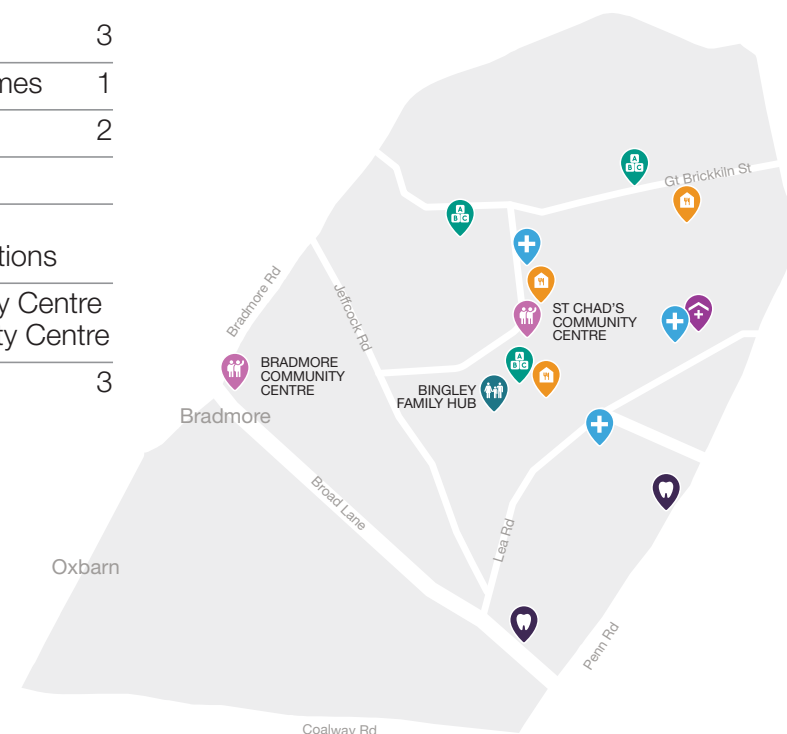 3
mes 1
2
tions
y Centre
ty Centre
3
Gt Brickkiln St
Bradmore Rd
Jeffcock Rd
ST CHAD'S
COMMUNITY
CENTRE
BRADMORE
COMMUNITY
CENTRE
BINGLEY
FAMILY HUB
Bradmore
Broad Lane
Lea Rd
Oxbarn
Penn Rd
Coalway Rd
A
B C
A
B C
A
B C